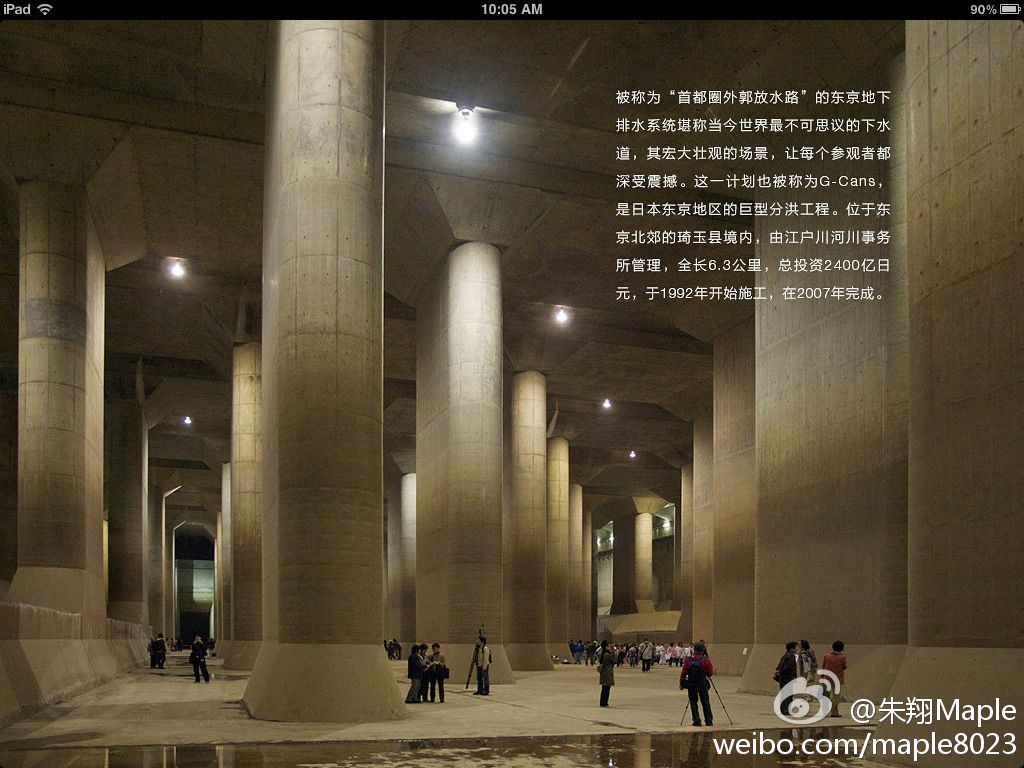 iPad 10:05 AM 90%
被称为“首都圈外郭放水路”的东京地下
排水系统堪称当今世界最不可思议的下水
道，其宏大壮观的场景，让每个参观者都
深受震撼。这一计划也被称为G-Cans，
是日本东京地区的巨型分洪工程。位于东
京北郊的琦玉县境内，由江户川河川事务
所管理，全长6.3公里，总投资2400亿日
元，于1992年开始施工，在2007年完成。
@朱翔Maple
weibo.com/maple8023